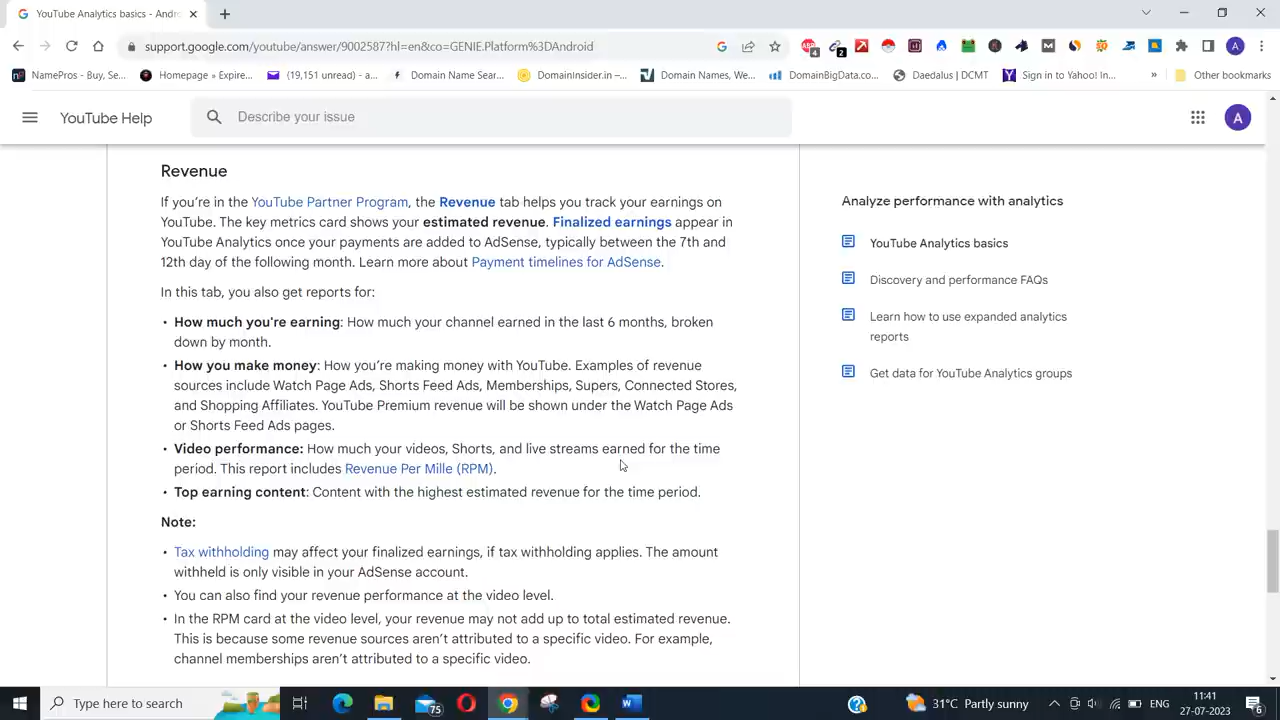 YouTube Analytics basics - Andro
support.google.com/youtube/answer/9002587?hl=en&co=GENIE.Platform%3DAndroid
NamePros - Buy, Se...
Homepage » Expire...
(19,151 unread) - a...
Domain Name Sear...
DomainInsider.in –...
Domain Names, We...
DomainBigData.co...
Daedalus | DCMT
Sign in to Yahoo! In...
»
Other bookmarks
YouTube Help
Describe your issue
A
Revenue
If you're in the YouTube Partner Program, the Revenue tab helps you track your earnings on
YouTube. The key metrics card shows your estimated revenue. Finalized earnings appear in
YouTube Analytics once your payments are added to AdSense, typically between the 7th and
12th day of the following month. Learn more about Payment timelines for AdSense.
In this tab, you also get reports for:
• How much you're earning: How much your channel earned in the last 6 months, broken
down by month.
• How you make money: How you're making money with YouTube. Examples of revenue
sources include Watch Page Ads, Shorts Feed Ads, Memberships, Supers, Connected Stores,
and Shopping Affiliates. YouTube Premium revenue will be shown under the Watch Page Ads
or Shorts Feed Ads pages.
• Video performance: How much your videos, Shorts, and live streams earned for the time
period. This report includes Revenue Per Mille (RPM).
• Top earning content: Content with the highest estimated revenue for the time period.
Note:
• Tax withholding may affect your finalized earnings, if tax withholding applies. The amount
withheld is only visible in your AdSense account.
• You can also find your revenue performance at the video level.
• In the RPM card at the video level, your revenue may not add up to total estimated revenue.
This is because some revenue sources aren't attributed to a specific video. For example,
channel memberships aren't attributed to a specific video.
Analyze performance with analytics
YouTube Analytics basics
Discovery and performance FAQs
Learn how to use expanded analytics
reports
Get data for YouTube Analytics groups
Type here to search
75
31°C Partly sunny
ENG
11:41
27-07-2023
6